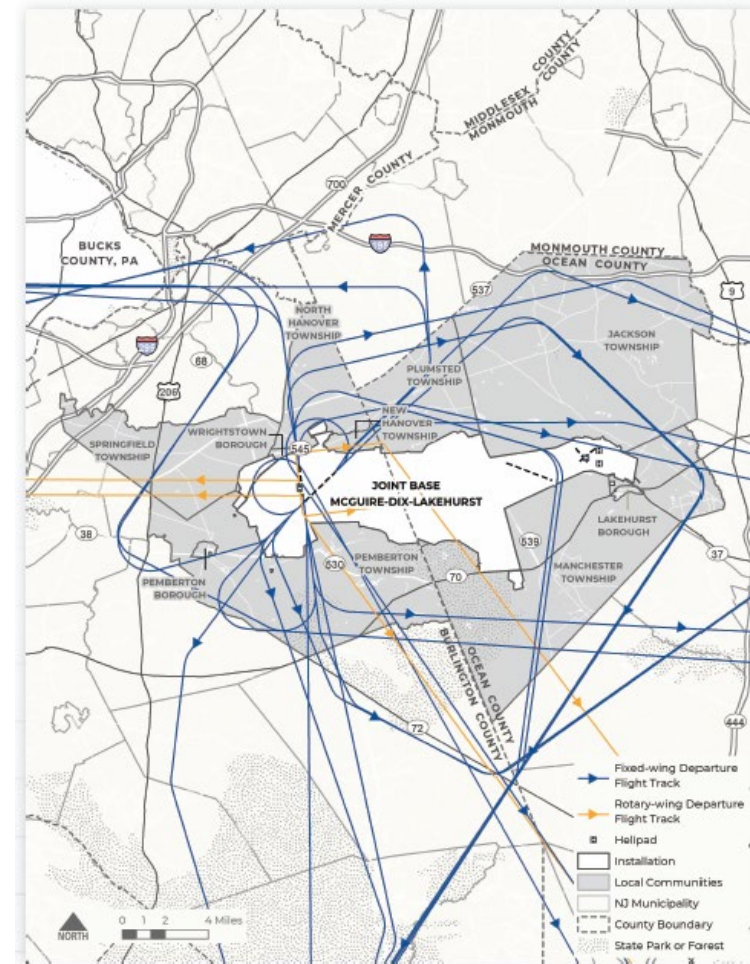 MIDDLESEX COUNTY
MONMOUTH COUNTY
700
MERCER COUNTY
BUCKS
COUNTY, PA
195
MONMOUTH COUNTY
OCEAN COUNTY
537
9
NORTH
HANOVER
TOWNSHIP
JACKSON
TOWNSHIP
68
206
PLUMSTED
TOWNSHIP
NEW
HANOVER
TOWNSHIP
WRIGHTSTOWN
BOROUGH
545
SPRINGFIELD
TOWNSHIP
JOINT BASE
MCGUIRE-DIX-LAKEHURST
LAKEHURST
BOROUGH
38
539
37
530
PEMBERTON
TOWNSHIP
70
MANCHESTER
TOWNSHIP
PEMBERTON
BOROUGH
OCEAN COUNTY
BURLINGTON COUNTY
72
444
Fixed-wing Departure
Flight Track
Rotary-wing Departure
Flight Track
Helipad
Installation
Local Communities
NJ Municipality
County Boundary
State Park or Forest
NORTH
0 1 2 4 Miles